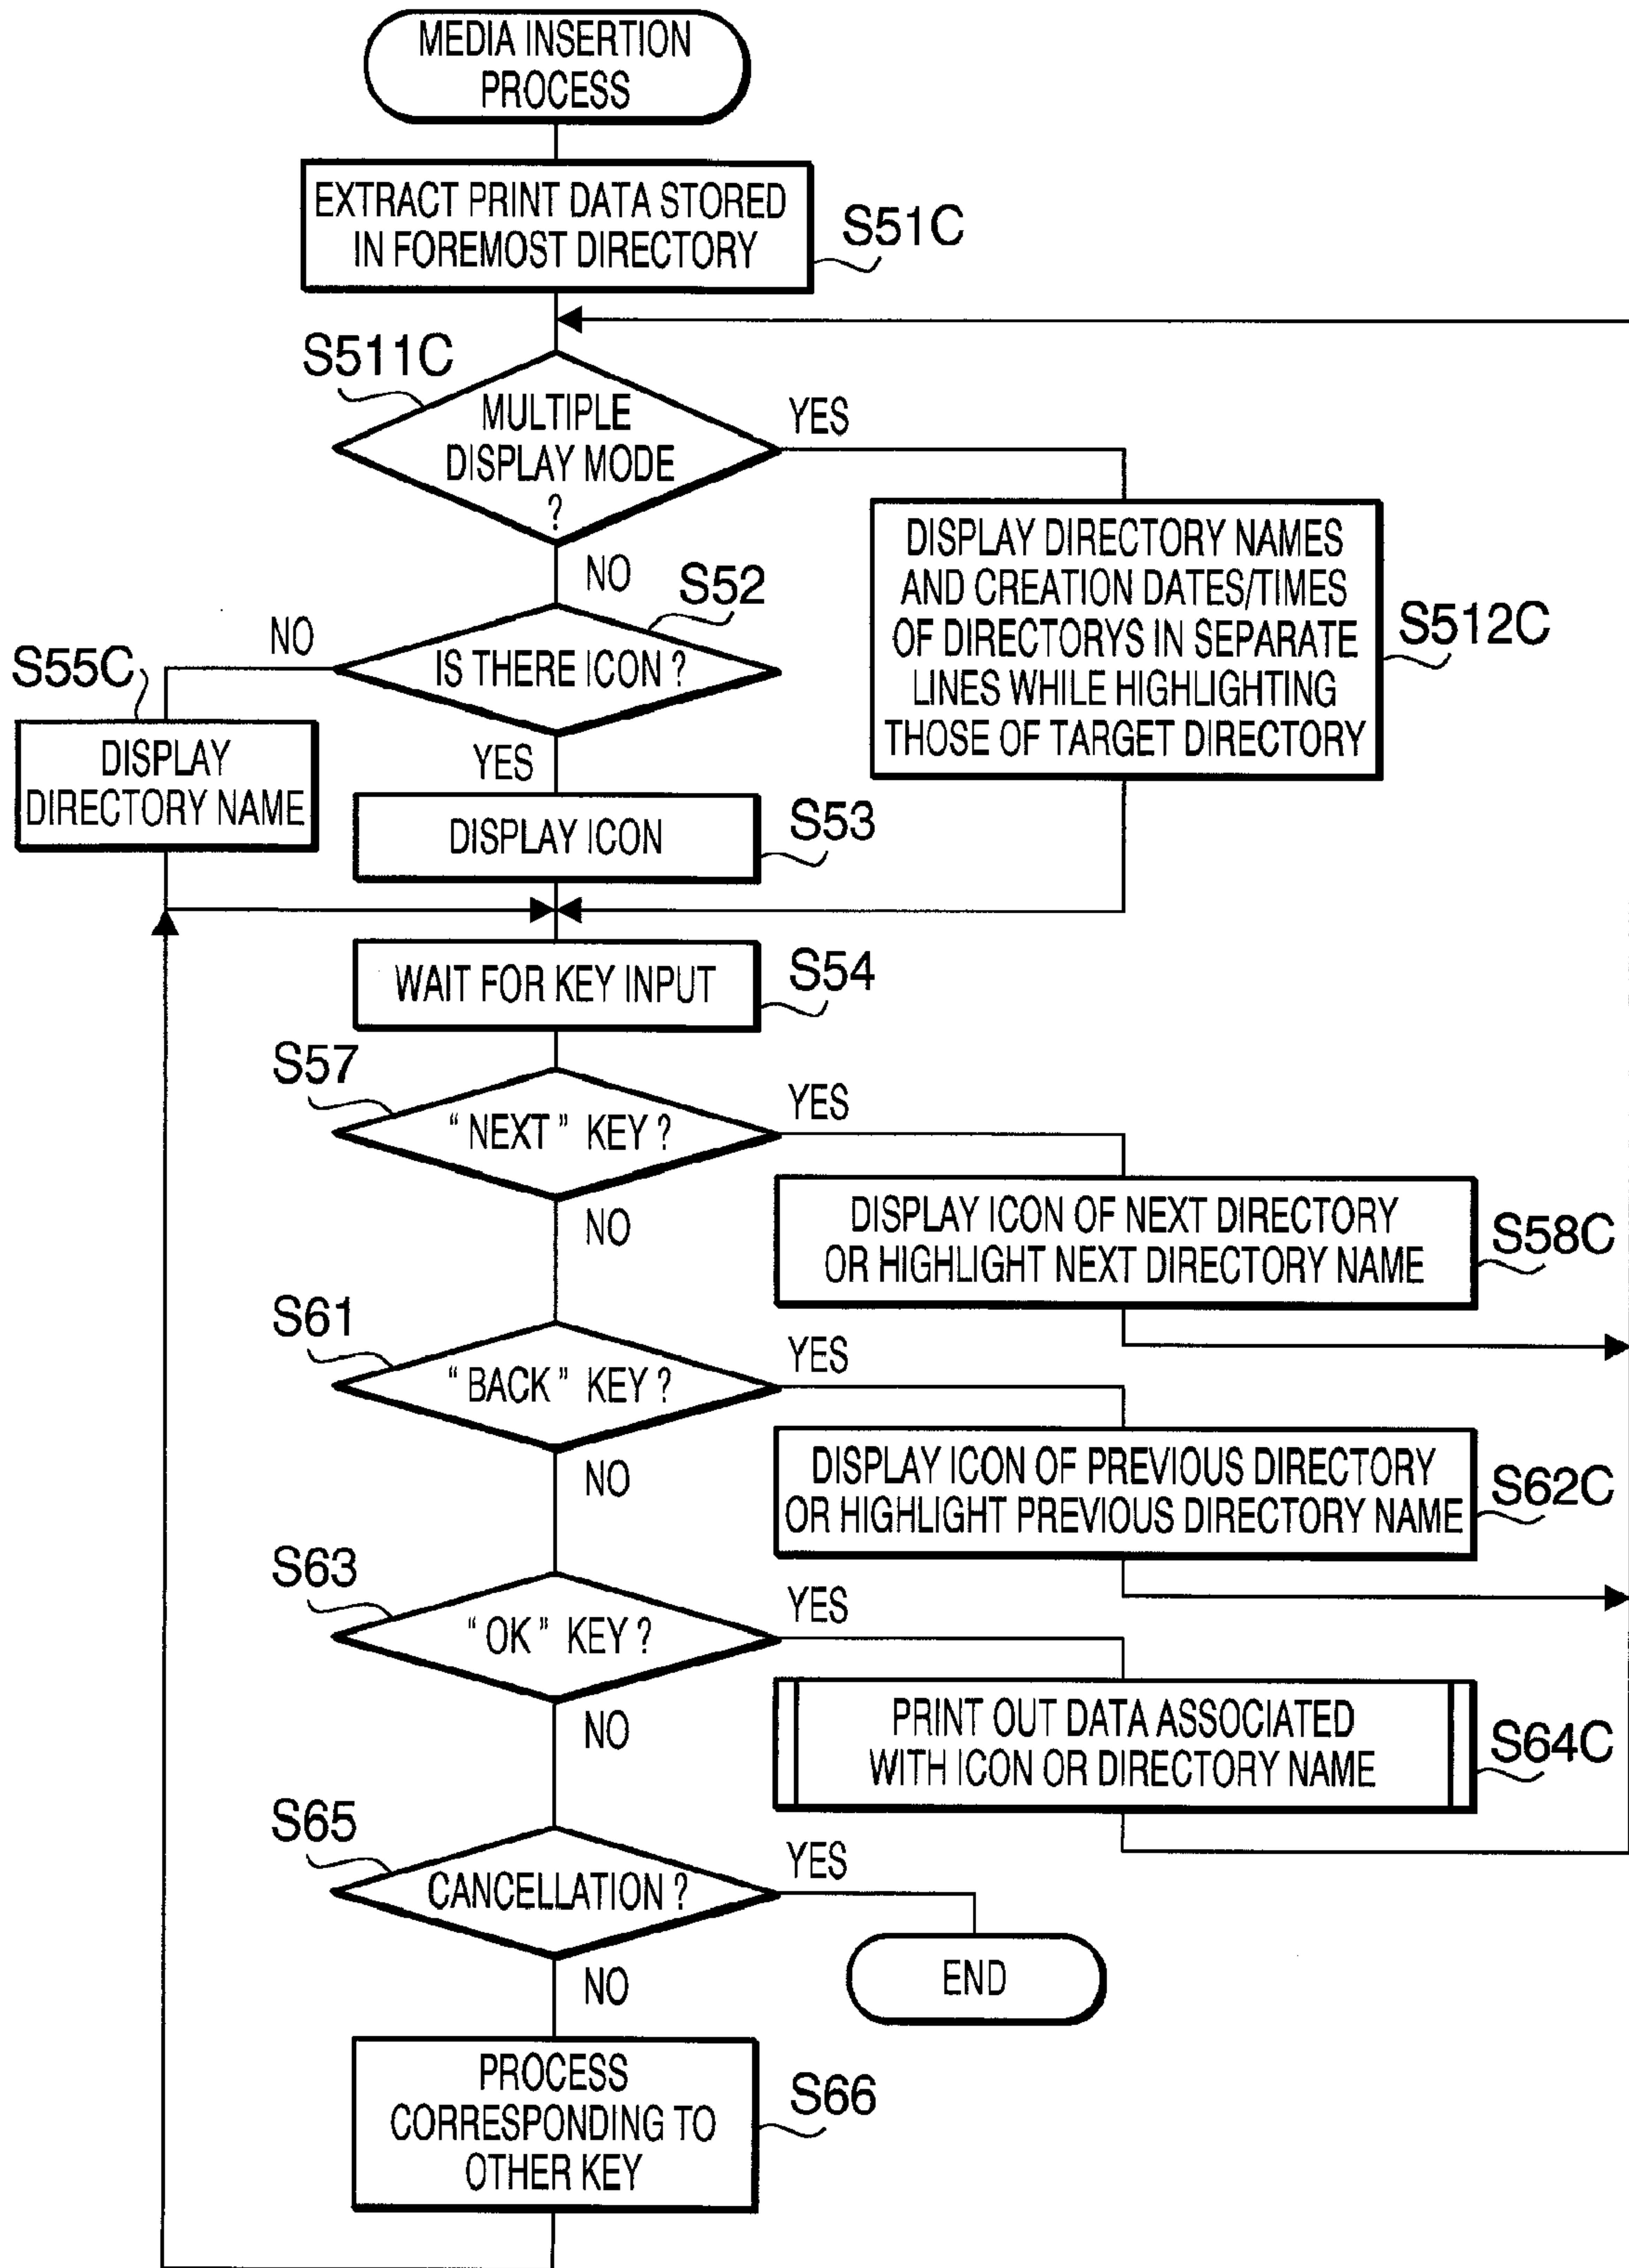 MEDIA INSERTION
PROCESS
EXTRACT PRINT DATA STORED
IN FOREMOST DIRECTORY
S51C
S511C
MULTIPLE
DISPLAY MODE
?
YES
NO
DISPLAY DIRECTORY NAMES
AND CREATION DATES/TIMES
OF DIRECTORYS IN SEPARATE
LINES WHILE HIGHLIGHTING
THOSE OF TARGET DIRECTORY
S512C
S52
IS THERE ICON ?
NO
S55C
DISPLAY
DIRECTORY NAME
YES
DISPLAY ICON
S53
WAIT FOR KEY INPUT
S54
S57
“ NEXT ” KEY ?
YES
NO
DISPLAY ICON OF NEXT DIRECTORY
OR HIGHLIGHT NEXT DIRECTORY NAME
S58C
S61
“ BACK ” KEY ?
YES
NO
DISPLAY ICON OF PREVIOUS DIRECTORY
OR HIGHLIGHT PREVIOUS DIRECTORY NAME
S62C
S63
“ OK ” KEY ?
YES
NO
PRINT OUT DATA ASSOCIATED
WITH ICON OR DIRECTORY NAME
S64C
S65
CANCELLATION ?
YES
NO
END
PROCESS
CORRESPONDING TO
OTHER KEY
S66